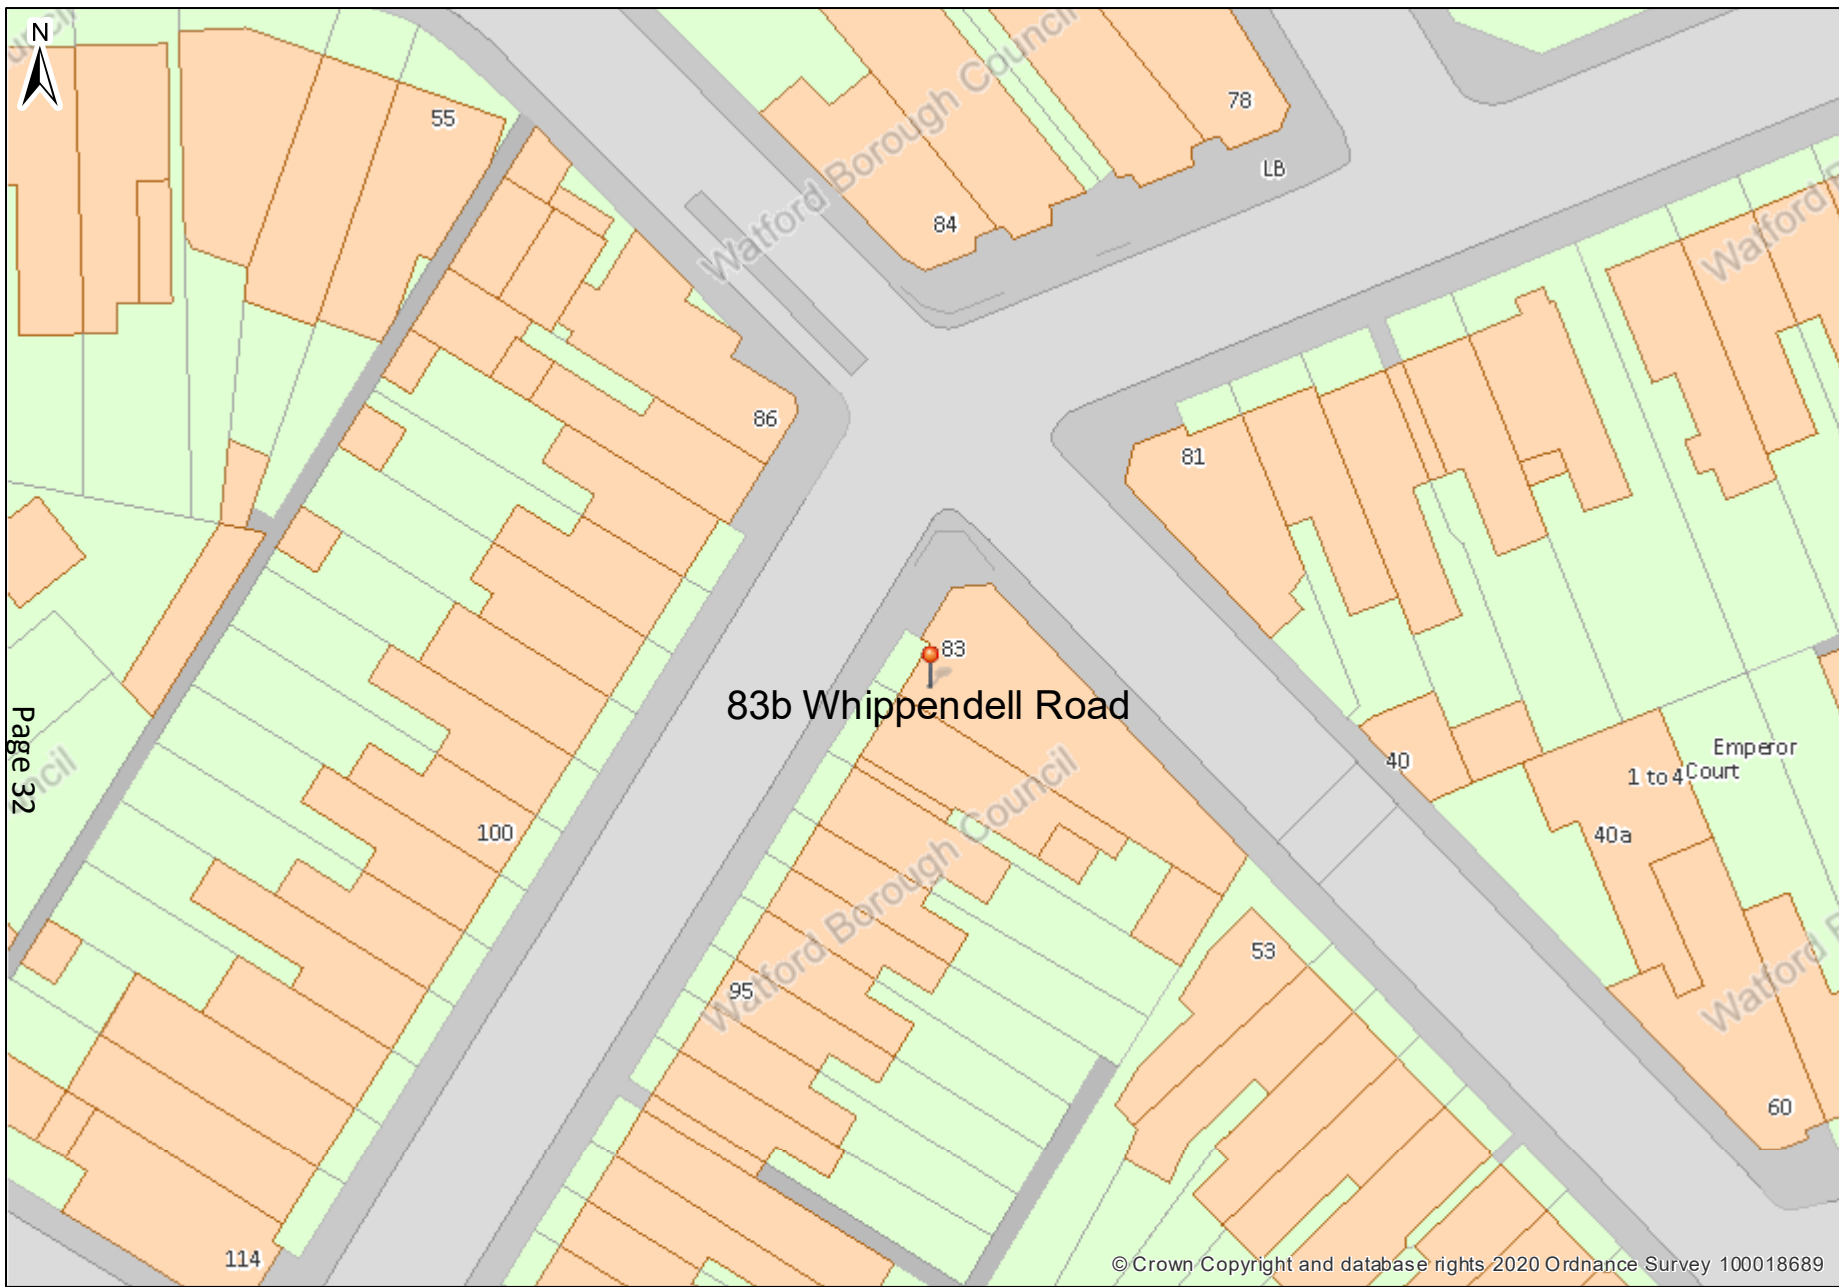 N
Watford Borough Council
55
78
LB
84
86
81
83
83b Whippendell Road
Page 32
100
40
Emperor
1 to 4 Court
40a
Watford Borough Council
53
95
60
114
© Crown Copyright and database rights 2020 Ordnance Survey 100018689